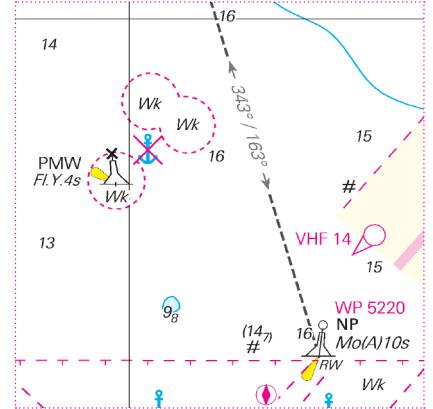 16
14
Wk
Wk
343° / 163°
15
16
PMW
Fl.Y.4s
Wk
#
VHF 14
13
15
WP 5220
9₈
(14₇)
#
16
NP
Mo(A)10s
RW
Wk